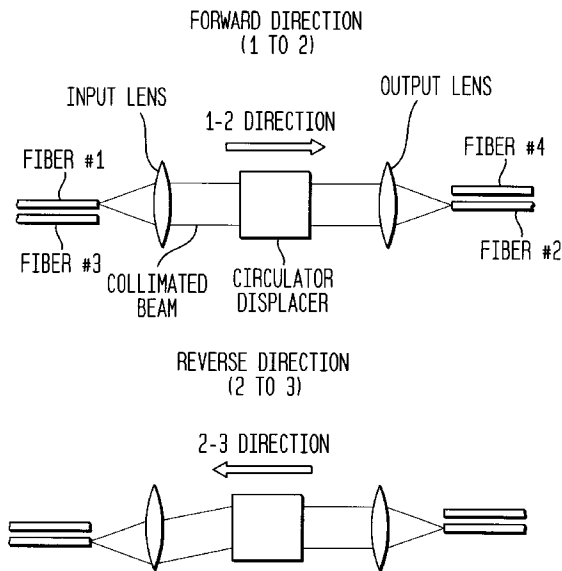 FORWARD DIRECTION
(1 TO 2)
INPUT LENS
OUTPUT LENS
1-2 DIRECTION
FIBER #1
FIBER #4
FIBER #3
FIBER #2
COLLIMATED
BEAM
CIRCULATOR
DISPLACER
REVERSE DIRECTION
(2 TO 3)
2-3 DIRECTION